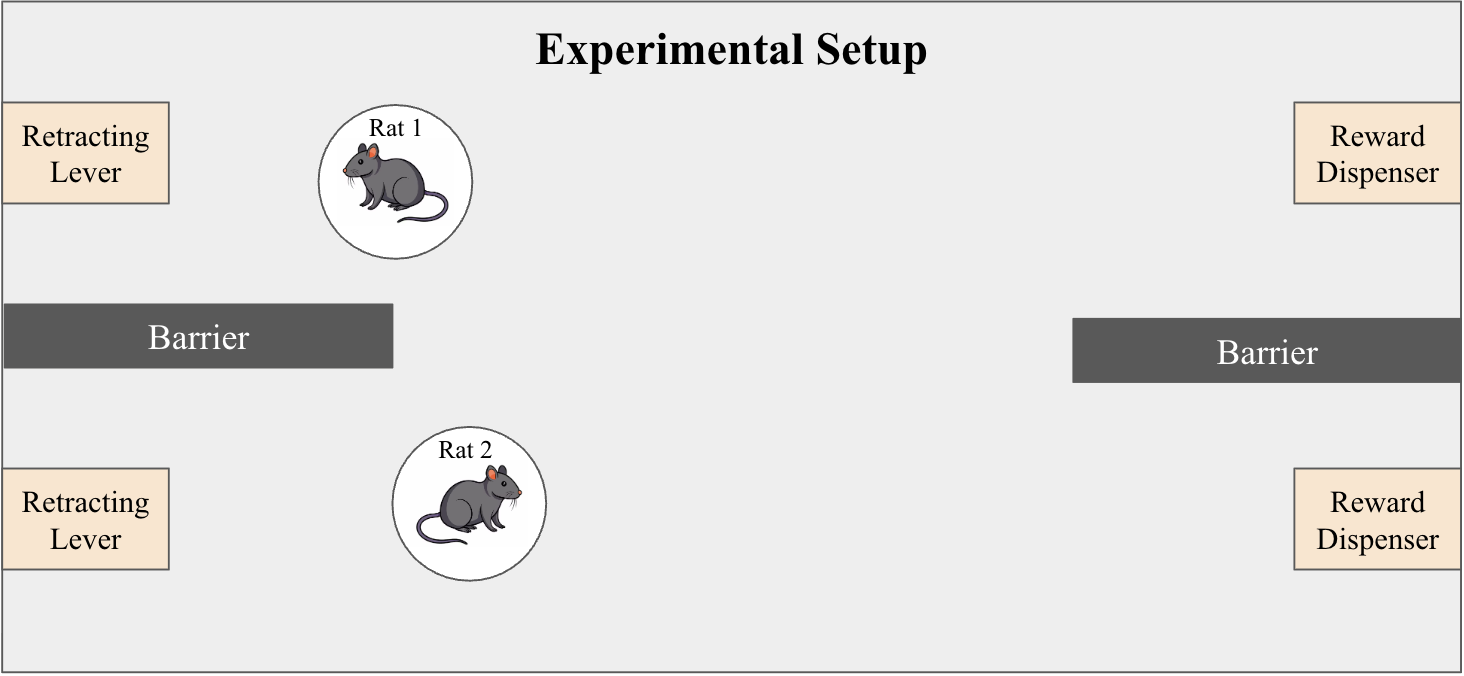 Experimental Setup
Retracting
Lever
Rat 1
Reward
Dispenser
Barrier
Barrier
Retracting
Lever
Rat 2
Reward
Dispenser